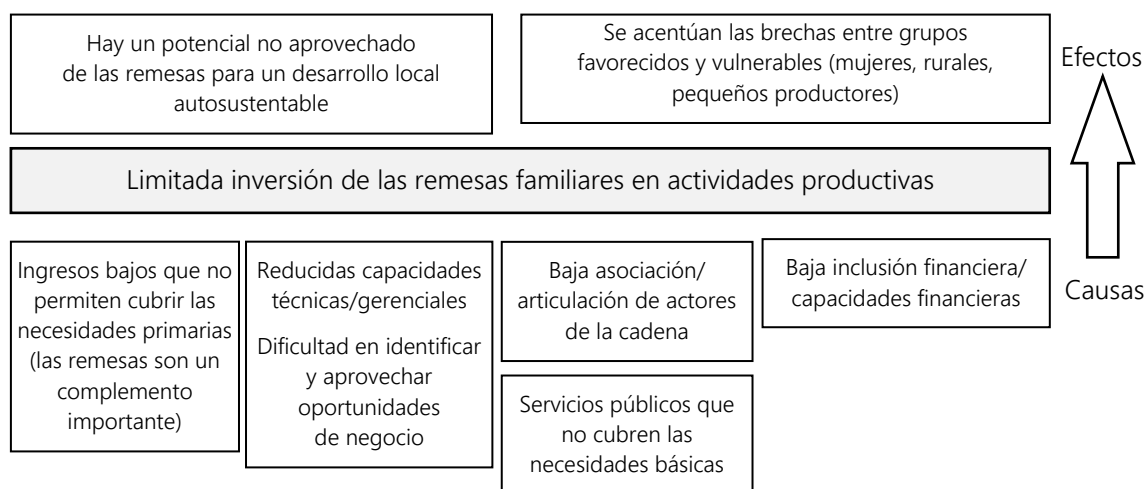 Hay un potencial no aprovechado
de las remesas para un desarrollo local
autosustentable
Se acentúan las brechas entre grupos
favorecidos y vulnerables (mujeres, rurales,
pequeños productores)
Efectos
Limitada inversión de las remesas familiares en actividades productivas
Ingresos bajos que no
permiten cubrir las
necesidades primarias
(las remesas son un
complemento
importante)
Reducidas capacidades
técnicas/gerenciales
Dificultad en identificar
y aprovechar
oportunidades
de negocio
Baja asociación/
articulación de actores
de la cadena
Servicios públicos que
no cubren las
necesidades básicas
Baja inclusión financiera/
capacidades financieras
Causas